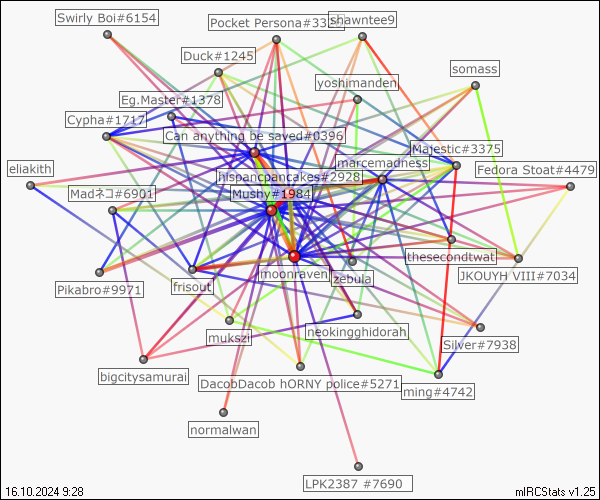 Swirly Boi#6154
Pocket Persona#3326
shawntee9
Duck#1245
somass
yoshimanden
Eg.Master#1378
Cypha#1717
Can anything be saved#0396
Majestic#3375
marcemadness
eliakith
Fedora Stoat#4479
hispancpancakes#2928
Madネコ#6901
Mushy#1984
thesecondtwat
moonraven
zebula
JKOUYH VIII#7034
Pikabro#9971
frisout
mukszi
neokingghidorah
Silver#7938
bigcitysamurai
DacobDacob hORNY police#5271
ming#4742
normalwan
LPK2387 #7690
16.10.2024 9:28
mIRCStats v1.25